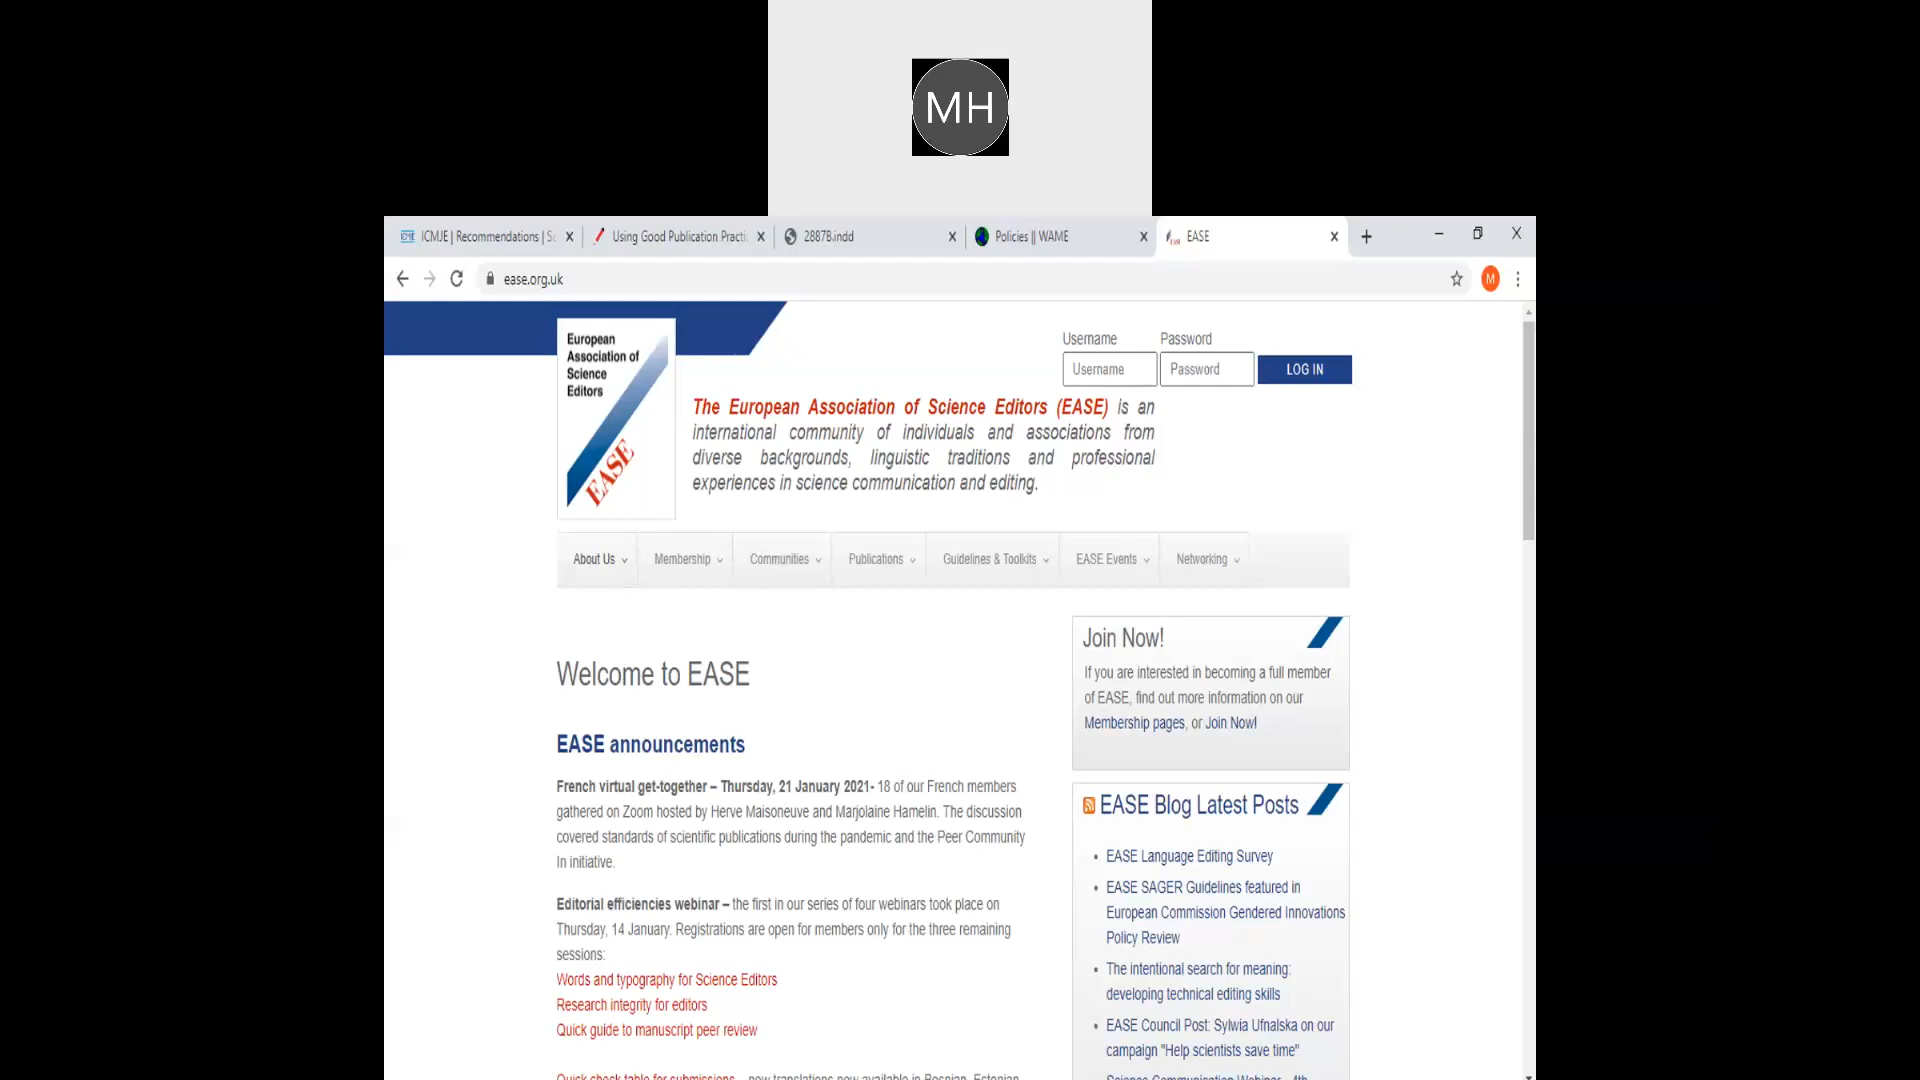 MH
ICMJE | Recommendations | Sc
Using Good Publication Practi
2887B.indd
Policies || WAME
EASE
ease.org.uk
M
European
Association of
Science
Editors
EASE
Username Password
Username Password LOG IN
The European Association of Science Editors (EASE) is an
international community of individuals and associations from
diverse backgrounds, linguistic traditions and professional
experiences in science communication and editing.
About Us Membership Communities Publications Guidelines & Toolkits EASE Events Networking
Welcome to EASE
EASE announcements
French virtual get-together – Thursday, 21 January 2021- 18 of our French members
gathered on Zoom hosted by Herve Maisoneuve and Marjolaine Hamelin. The discussion
covered standards of scientific publications during the pandemic and the Peer Community
In initiative.
Editorial efficiencies webinar – the first in our series of four webinars took place on
Thursday, 14 January. Registrations are open for members only for the three remaining
sessions:
Words and typography for Science Editors
Research integrity for editors
Quick guide to manuscript peer review
Quick check table for submissions – new translations now available in Bosnian, Estonian
Join Now!
If you are interested in becoming a full member
of EASE, find out more information on our
Membership pages, or Join Now!
EASE Blog Latest Posts
• EASE Language Editing Survey
• EASE SAGER Guidelines featured in
European Commission Gendered Innovations
Policy Review
• The intentional search for meaning:
developing technical editing skills
• EASE Council Post: Sylwia Ufnalska on our
campaign "Help scientists save time"
Science Communication Webinar – 4th